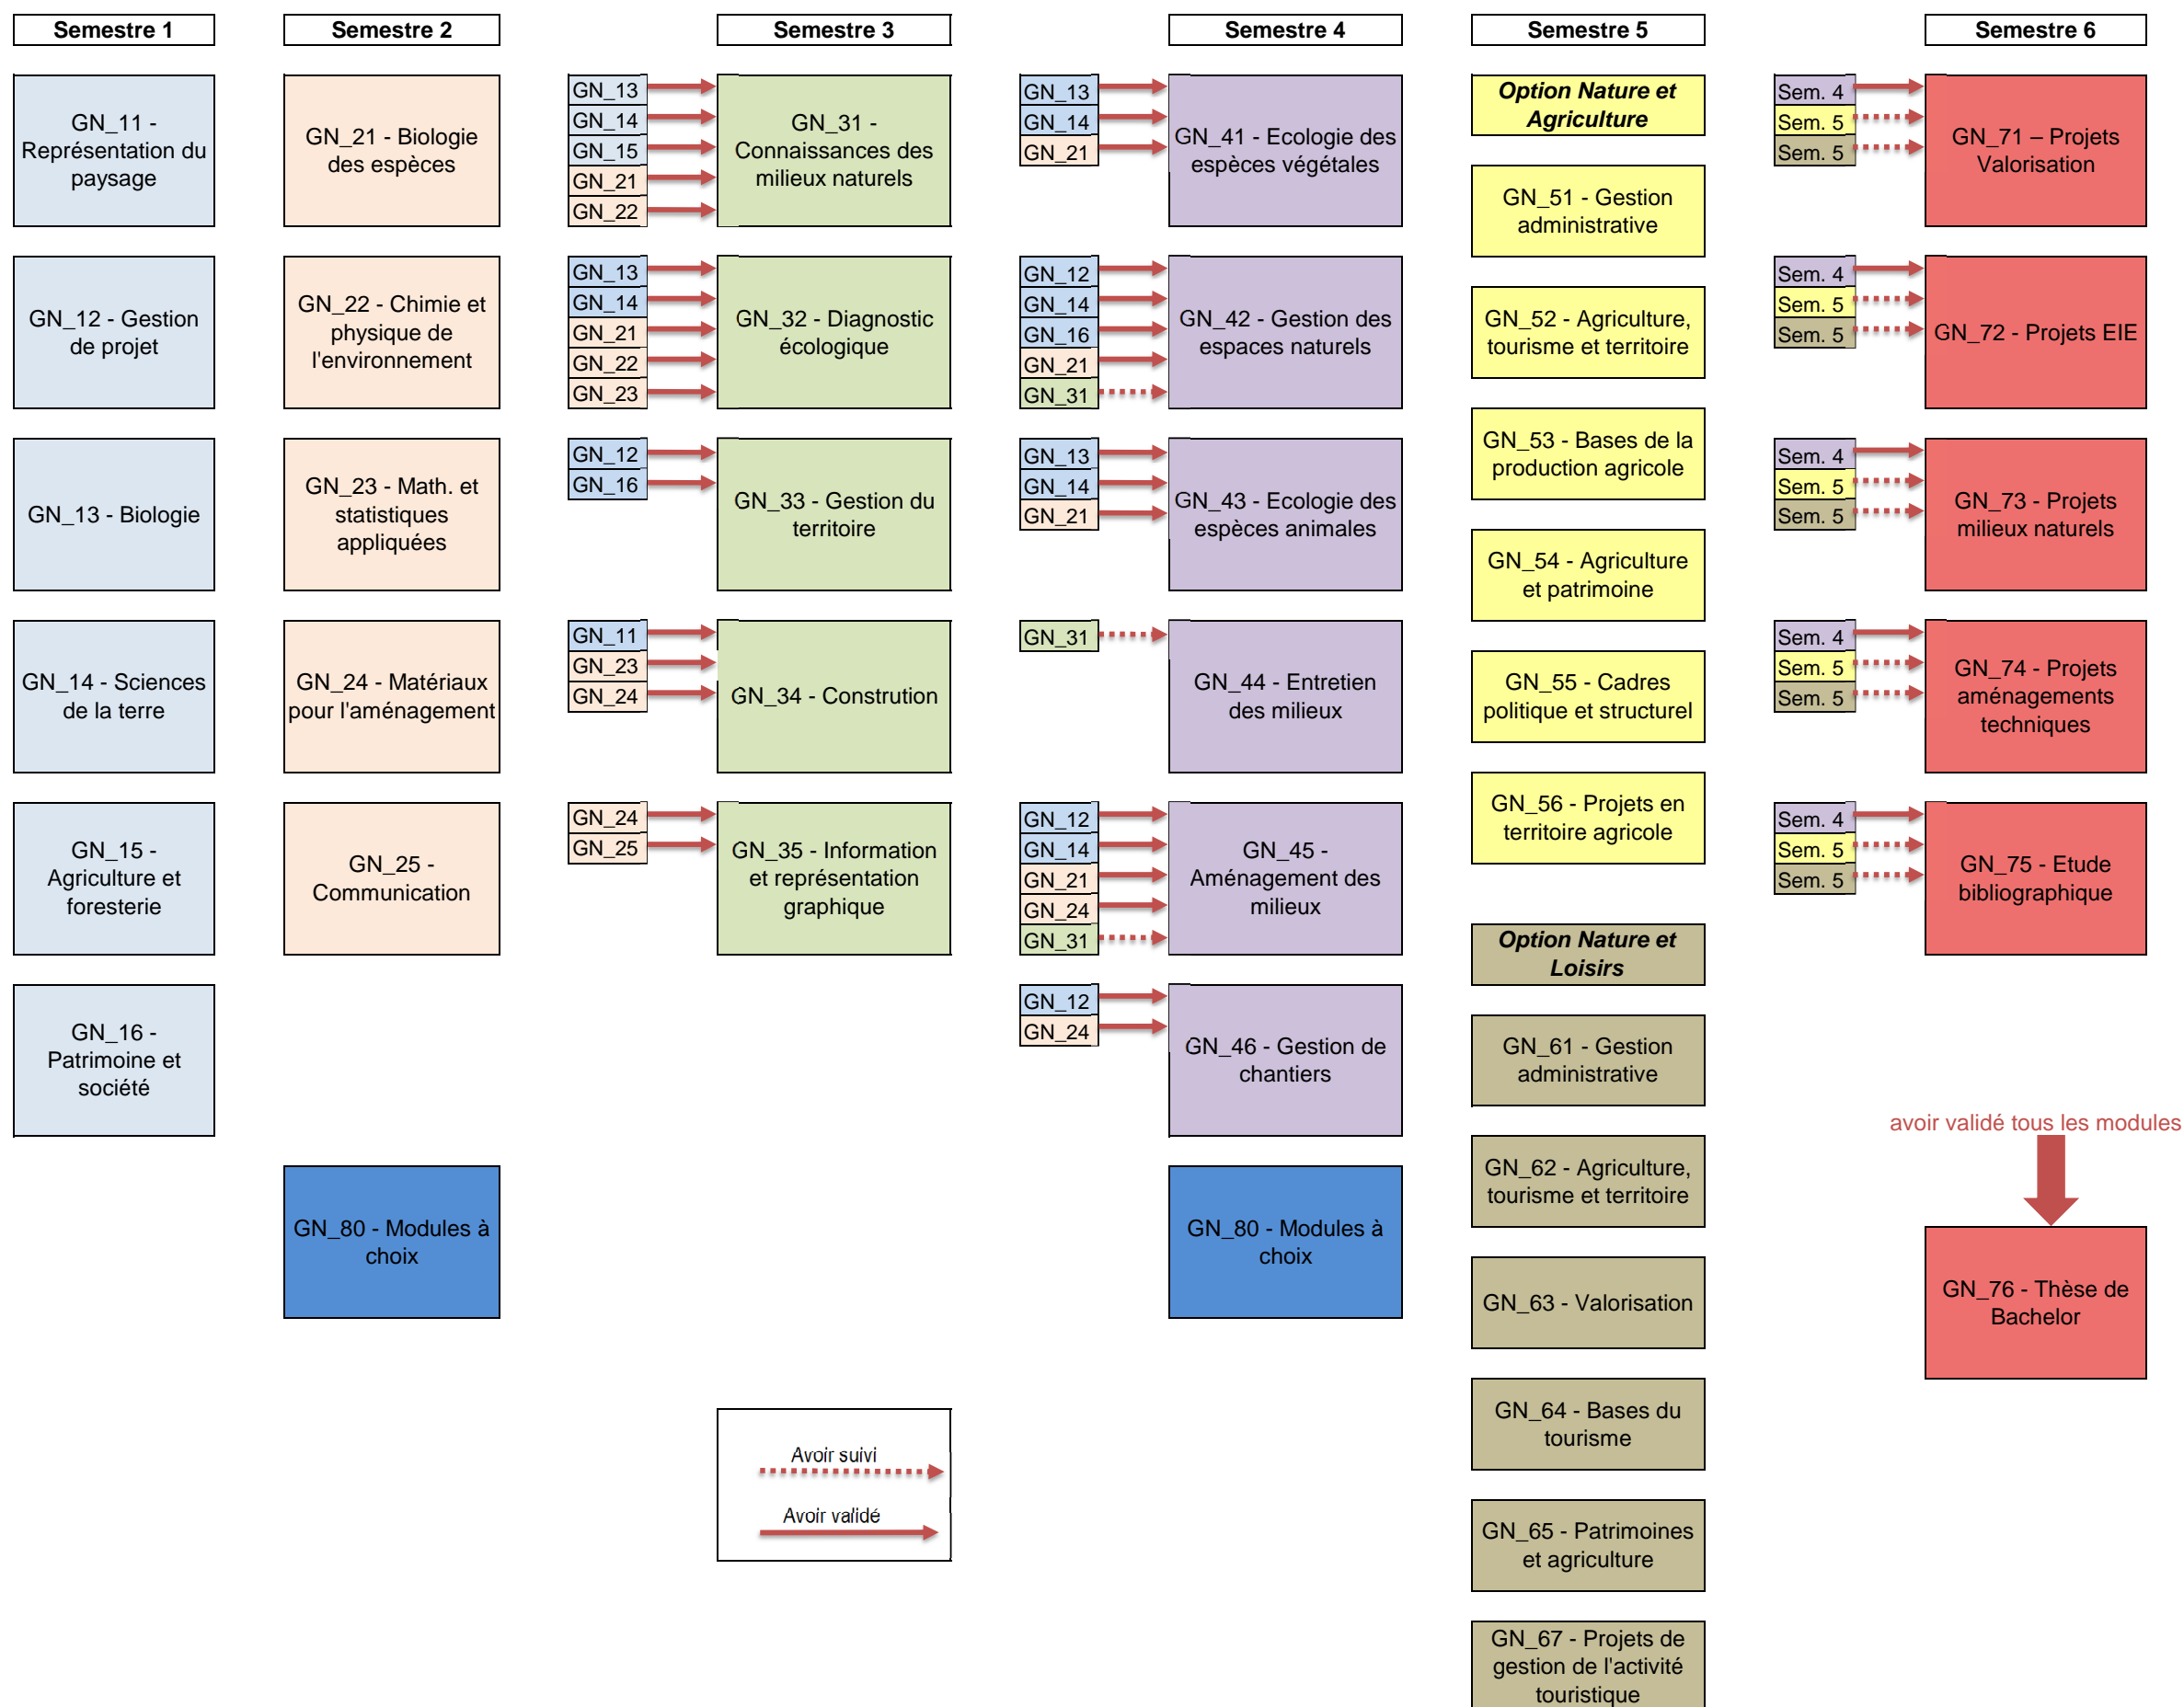 Semestre 1
GN_11 -
Représentation du
paysage
GN_12 - Gestion
de projet
GN_13 - Biologie
GN_14 - Sciences
de la terre
GN_15 -
Agriculture et
foresterie
GN_16 -
Patrimoine et
société
Semestre 2
GN_21 - Biologie
des espèces
GN_22 - Chimie et
physique de
l'environnement
GN_23 - Math. et
statistiques
appliquées
GN_24 - Matériaux
pour l'aménagement
GN_25 -
Communication
GN_80 - Modules à
choix
Semestre 3
GN_13
GN_14
GN_15
GN_21
GN_22
GN_31 -
Connaissances des
milieux naturels
GN_13
GN_14
GN_21
GN_22
GN_23
GN_32 - Diagnostic
écologique
GN_12
GN_16
GN_33 - Gestion du
territoire
GN_11
GN_23
GN_24
GN_34 - Constrution
GN_24
GN_25
GN_35 - Information
et représentation
graphique
Avoir suivi
Avoir validé
Semestre 4
GN_13
GN_14
GN_21
GN_41 - Ecologie des
espèces végétales
GN_12
GN_14
GN_16
GN_21
GN_31
GN_42 - Gestion des
espaces naturels
GN_13
GN_14
GN_21
GN_43 - Ecologie des
espèces animales
GN_31
GN_44 - Entretien
des milieux
GN_12
GN_14
GN_21
GN_24
GN_31
GN_45 -
Aménagement des
milieux
GN_12
GN_24
GN_46 - Gestion de
chantiers
GN_80 - Modules à
choix
Semestre 5
Option Nature et
Agriculture
GN_51 - Gestion
administrative
GN_52 - Agriculture,
tourisme et territoire
GN_53 - Bases de la
production agricole
GN_54 - Agriculture
et patrimoine
GN_55 - Cadres
politique et structurel
GN_56 - Projets en
territoire agricole
Option Nature et
Loisirs
GN_61 - Gestion
administrative
GN_62 - Agriculture,
tourisme et territoire
GN_63 - Valorisation
GN_64 - Bases du
tourisme
GN_65 - Patrimoines
et agriculture
GN_67 - Projets de
gestion de l'activité
touristique
Semestre 6
Sem. 4
Sem. 5
Sem. 5
GN_71 – Projets
Valorisation
Sem. 4
Sem. 5
Sem. 5
GN_72 - Projets EIE
Sem. 4
Sem. 5
Sem. 5
GN_73 - Projets
milieux naturels
Sem. 4
Sem. 5
Sem. 5
GN_74 - Projets
aménagements
techniques
Sem. 4
Sem. 5
Sem. 5
GN_75 - Etude
bibliographique
avoir validé tous les modules
GN_76 - Thèse de
Bachelor